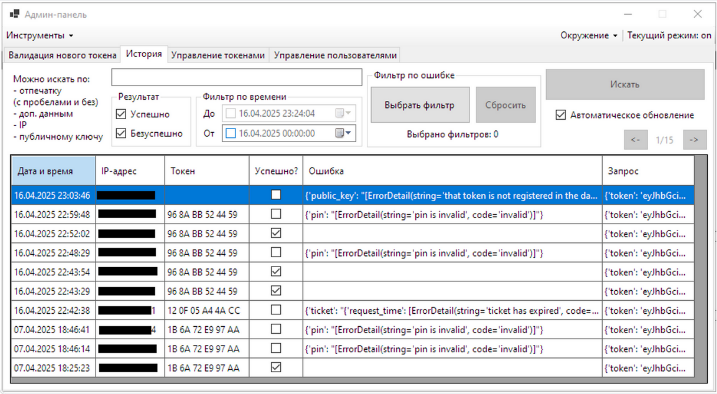 Админ-панель
Инструменты
Окружение
Текущий режим: on
Валидация нового токена
История
Управление токенами
Управление пользователями
Можно искать по:
- отпечатку
(с пробелами и без)
- доп. данным
- IP
- публичному ключу
Результат
Успешно
Безуспешно
Фильтр по времени
До 16.04.2025 23:24:04
От 16.04.2025 00:00:00
Фильтр по ошибке
Выбрать фильтр
Сбросить
Выбрано фильтров: 0
Искать
Автоматическое обновление
<- 1/15 ->
Дата и время IP-адрес Токен Успешно? Ошибка Запрос
16.04.2025 23:03:46 {'public_key': "[ErrorDetail(string='that token is not registered in the da... {'token': 'eyJhbGci...
16.04.2025 22:59:48 96 8A BB 52 44 59 {'pin': "[ErrorDetail(string='pin is invalid', code='invalid')]"} {'token': 'eyJhbGci...
16.04.2025 22:52:02 96 8A BB 52 44 59 {'token': 'eyJhbGci...
16.04.2025 22:48:29 96 8A BB 52 44 59 {'pin': "[ErrorDetail(string='pin is invalid', code='invalid')]"} {'token': 'eyJhbGci...
16.04.2025 22:43:54 96 8A BB 52 44 59 {'token': 'eyJhbGci...
16.04.2025 22:43:29 96 8A BB 52 44 59 {'token': 'eyJhbGci...
16.04.2025 22:42:38 1 12 0F 05 A4 4A CC {'ticket': "{'request_time': [ErrorDetail(string='ticket has expired', code=... {'token': 'eyJhbGci...
07.04.2025 18:46:41 4 1B 6A 72 E9 97 AA {'pin': "[ErrorDetail(string='pin is invalid', code='invalid')]"} {'token': 'eyJhbGci...
07.04.2025 18:46:14 1B 6A 72 E9 97 AA {'pin': "[ErrorDetail(string='pin is invalid', code='invalid')]"} {'token': 'eyJhbGci...
07.04.2025 18:25:23 1B 6A 72 E9 97 AA {'token': 'eyJhbGci...